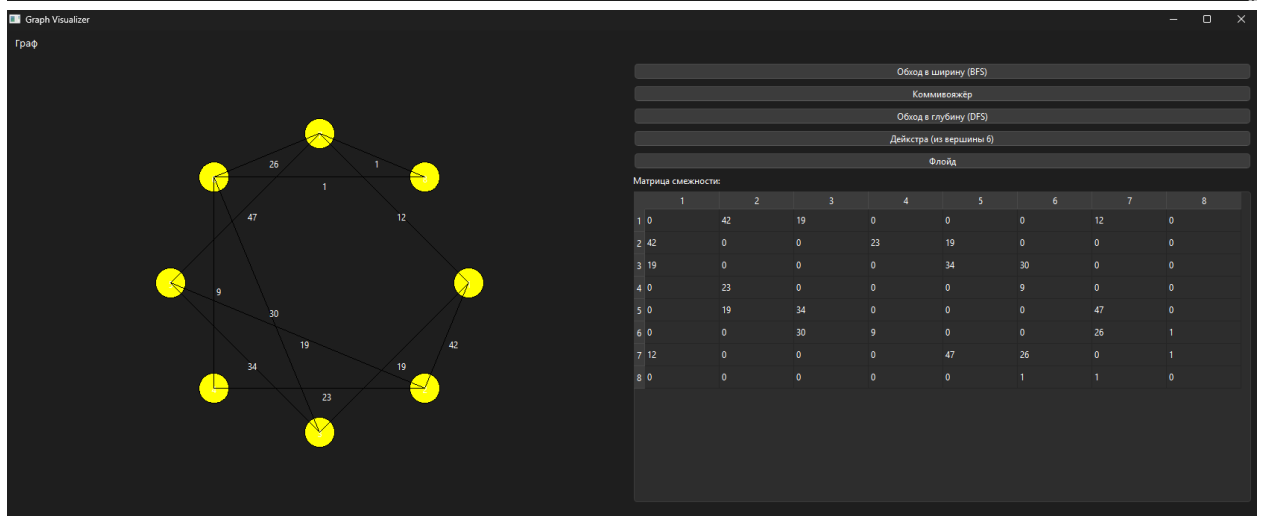 Graph Visualizer
Граф
Обход в ширину (BFS)
Коммивояжёр
Обход в глубину (DFS)
Дейкстра (из вершины 6)
Флойд
Матрица смежности:
1 2 3 4 5 6 7 8
1 0 42 19 0 0 0 12 0
2 42 0 0 23 19 0 0 0
3 19 0 0 0 34 30 0 0
4 0 23 0 0 0 9 0 0
5 0 19 34 0 0 0 47 0
6 0 0 30 9 0 0 26 1
7 12 0 0 0 47 26 0 1
8 0 0 0 0 0 1 1 0
26
1
1
47
12
9
30
19
42
34
19
23